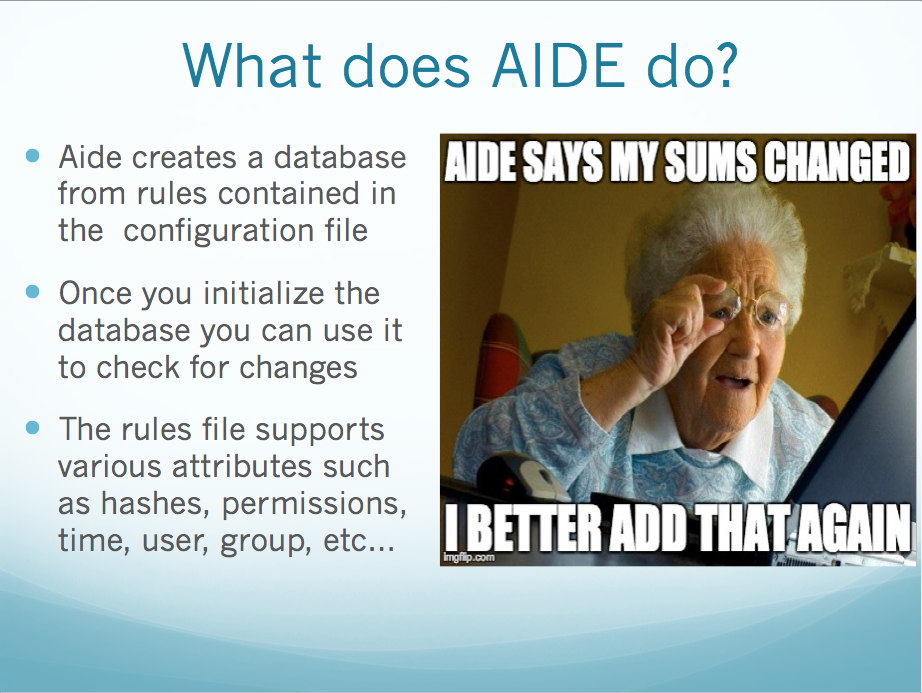 What does AIDE do?
Aide creates a database
from rules contained in
the  configuration file
Once you initialize the
database you can use it
to check for changes
The rules file supports
various attributes such
as hashes, permissions,
time, user, group, etc...
AIDE SAYS MY SUMS CHANGED
I BETTER ADD THAT AGAIN
imgflip.com